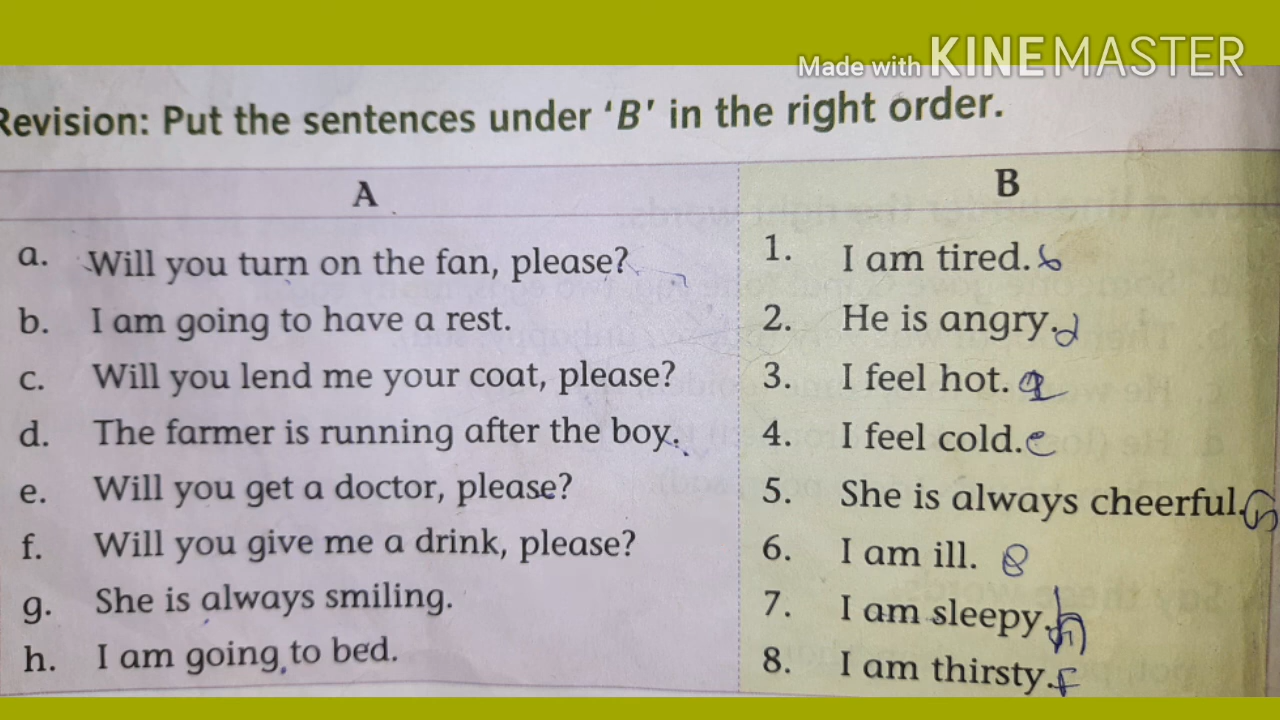 Made with KINEMASTER
Revision: Put the sentences under 'B' in the right order.
A B
a. Will you turn on the fan, please? 1. I am tired. b
b. I am going to have a rest. 2. He is angry. d
c. Will you lend me your coat, please? 3. I feel hot.
d. The farmer is running after the boy. 4. I feel cold. e
e. Will you get a doctor, please? 5. She is always cheerful.
f. Will you give me a drink, please? 6. I am ill.
g. She is always smiling. 7. I am sleepy. h
h. I am going to bed. 8. I am thirsty. F